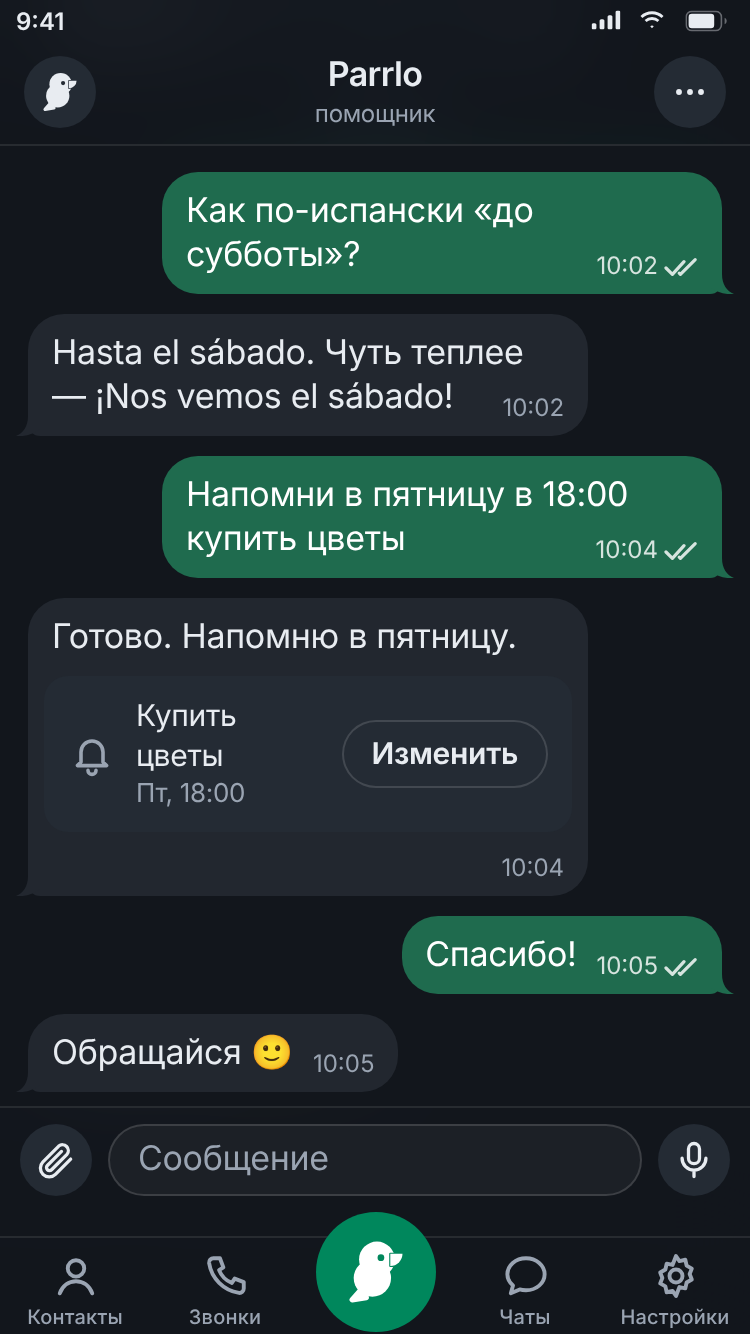 9:41
Parrlo
помощник
Как по-испански «до
субботы»?
10:02
Hasta el sábado. Чуть теплее
— ¡Nos vemos el sábado!
10:02
Напомни в пятницу в 18:00
купить цветы
10:04
Готово. Напомню в пятницу.
Купить
цветы
Пт, 18:00
Изменить
10:04
Спасибо! 10:05
Обращайся 🙂 10:05
Сообщение
Контакты
Звонки
Чаты
Настройки